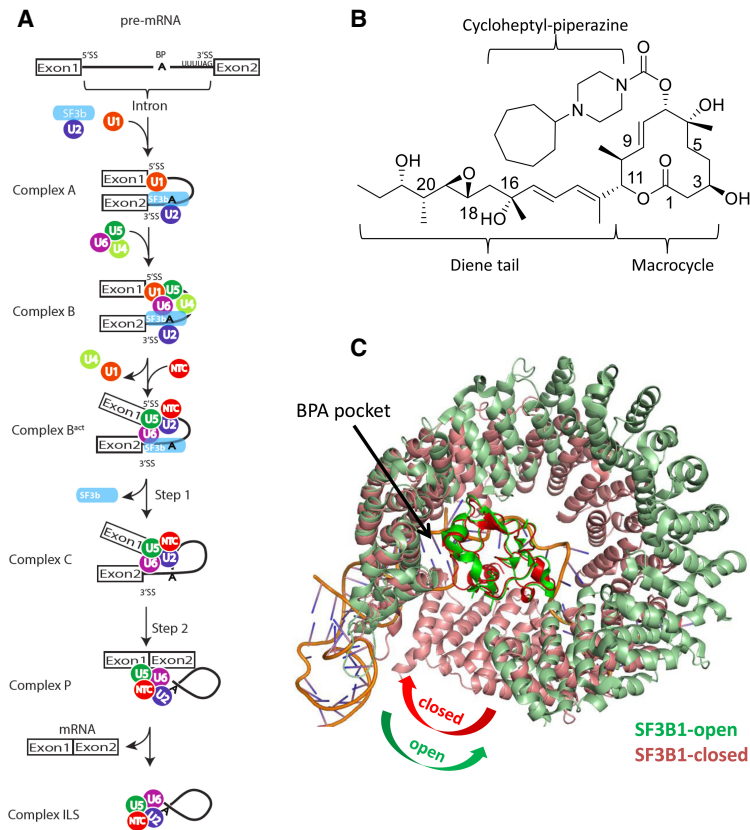 A
pre-mRNA
5'SS
BP
3'SS
Exon1
A
UUUUAG
Exon2
Intron
SF3b
U2
U1
5'SS
Exon1
U1
Complex A
Exon2
SF3b
A
3'SS
U2
U5
U6
U4
5'SS
Exon1
U1
U5
U6
U4
Complex B
Exon2
SF3b
A
3'SS
U2
U4
U1
NTC
5'SS
Exon1
NTC
U5
U2
Complex Bact
U6
Exon2
SF3b
A
3'SS
SF3b
Step 1
Exon1
U5
NTC
U6
U2
Complex C
Exon2
A
3'SS
Step 2
Exon1 Exon2
U5
U6
Complex P
NTC
U2
A
mRNA
Exon1 Exon2
U5
U6
Complex ILS
NTC
U2
A
B
Cycloheptyl-piperazine
O
N
O
N
OH
9
5
OH
O
16
11
O
3
20
O
1
OH
18
HO
Diene tail
Macrocycle
C
BPA pocket
closed
open
SF3B1-open
SF3B1-closed